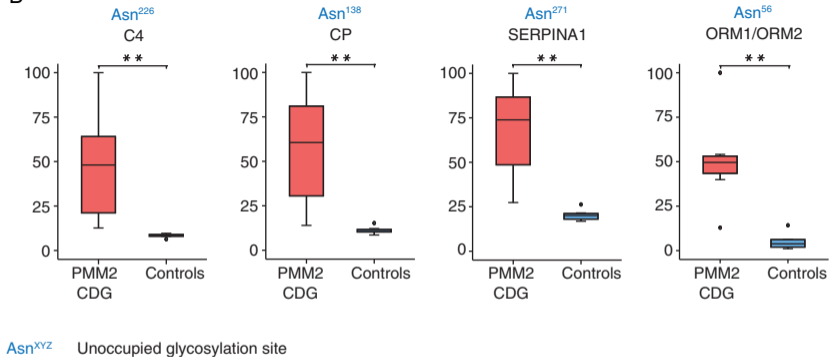 Asn²²⁶
C4
**
100
75
50
25
0
PMM2
CDG
Controls
Asn¹³⁸
CP
**
100
75
50
25
0
PMM2
CDG
Controls
Asn²⁷¹
SERPINA1
**
100
75
50
25
0
PMM2
CDG
Controls
Asn⁵⁶
ORM1/ORM2
**
100
75
50
25
0
PMM2
CDG
Controls
Asnˣʸᶻ Unoccupied glycosylation site